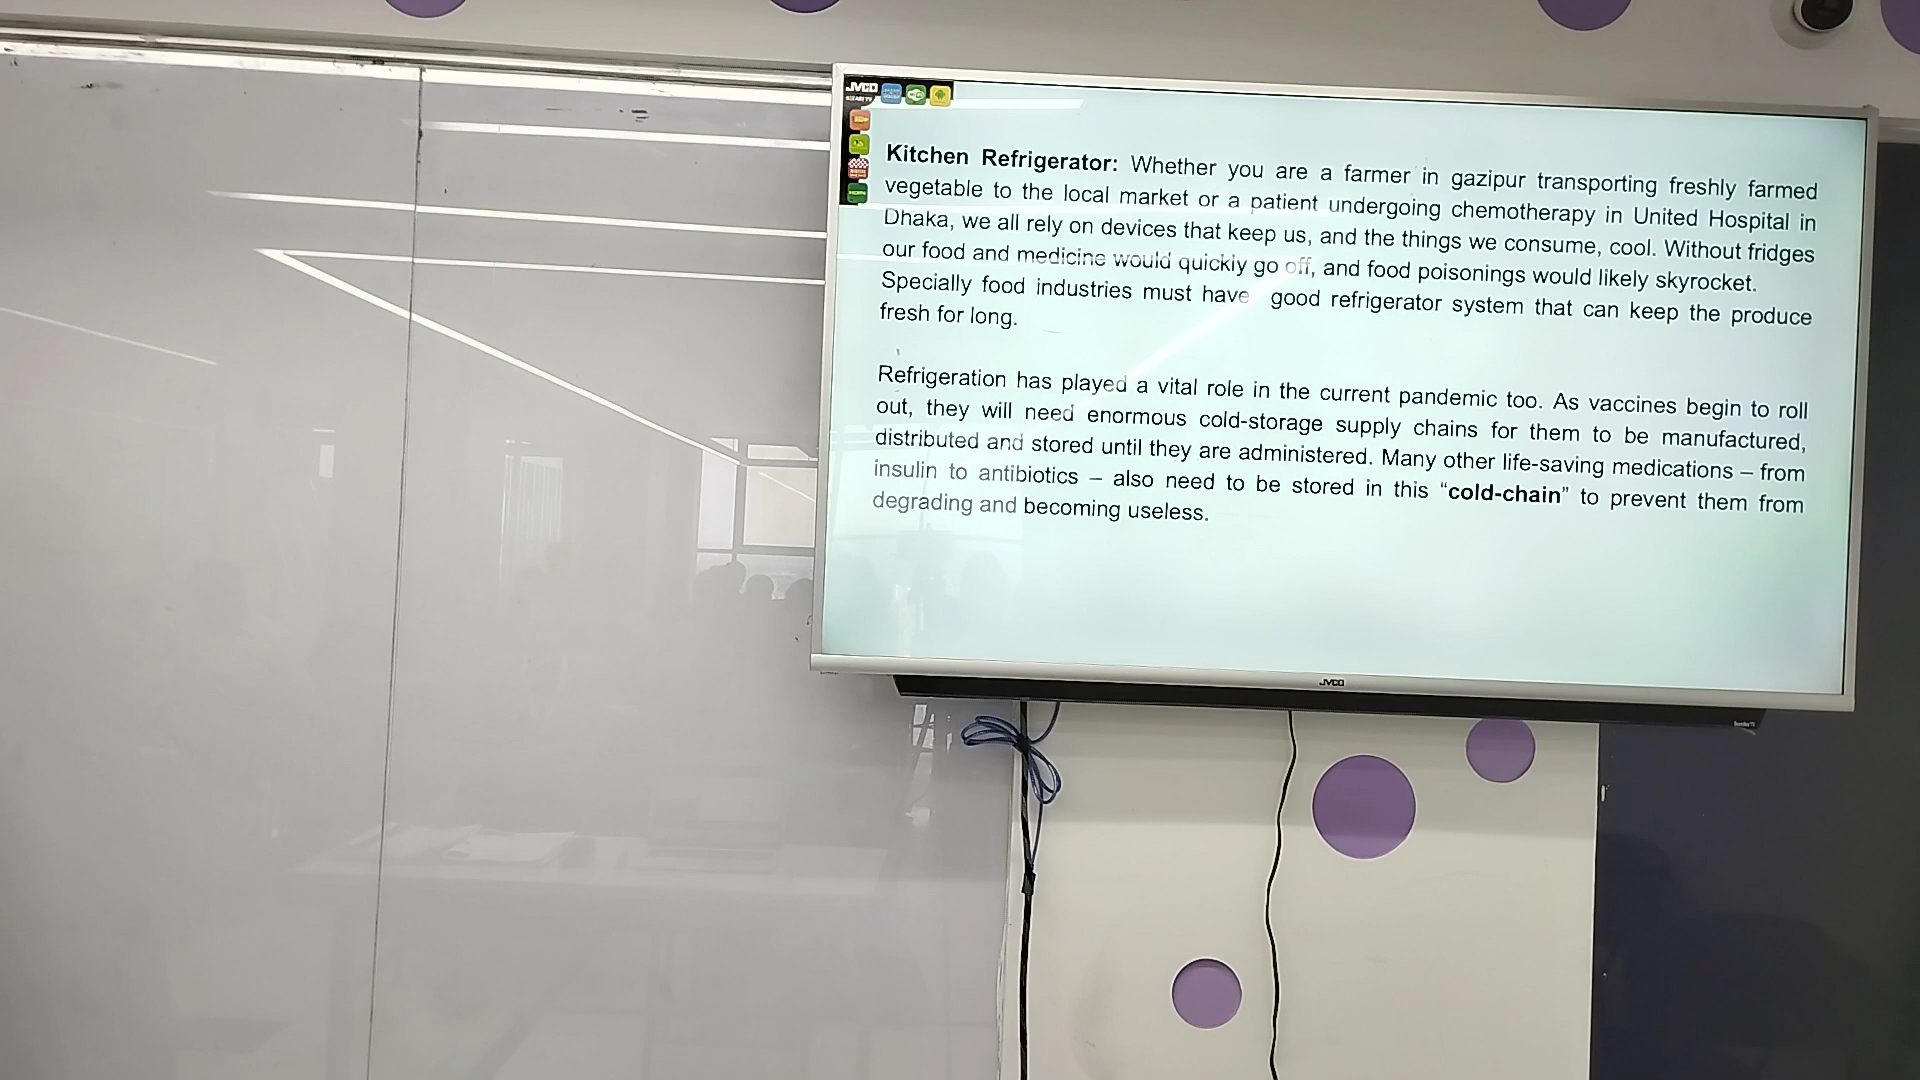 JVCO
Kitchen Refrigerator: Whether you are a farmer in gazipur transporting freshly farmed
vegetable to the local market or a patient undergoing chemotherapy in United Hospital in
Dhaka, we all rely on devices that keep us, and the things we consume, cool. Without fridges
our food and medicine would quickly go off, and food poisonings would likely skyrocket.
Specially food industries must have good refrigerator system that can keep the produce
fresh for long.
Refrigeration has played a vital role in the current pandemic too. As vaccines begin to roll
out, they will need enormous cold-storage supply chains for them to be manufactured,
distributed and stored until they are administered. Many other life-saving medications – from
insulin to antibiotics – also need to be stored in this “cold-chain” to prevent them from
degrading and becoming useless.
JVCO